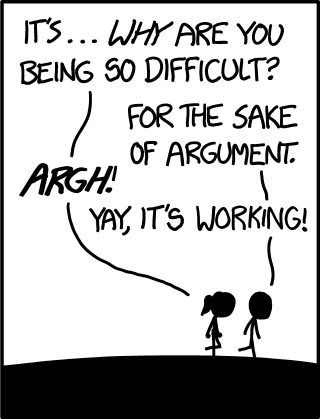 IT'S... WHY ARE YOU
BEING SO DIFFICULT?
FOR THE SAKE
OF ARGUMENT.
ARGH!
YAY, IT'S WORKING!